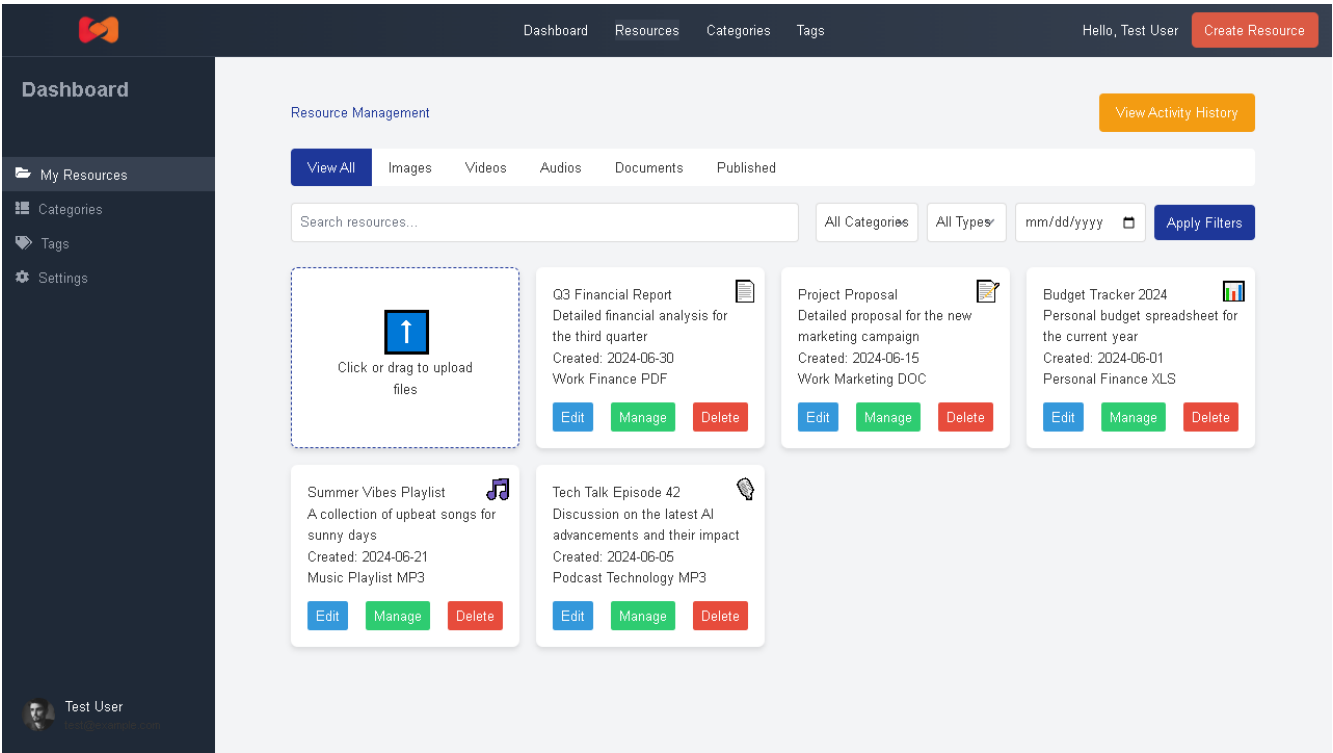 Dashboard Resources Categories Tags
Hello, Test User Create Resource
Dashboard
My Resources
Categories
Tags
Settings
Test User
test@example.com
Resource Management
View Activity History
View All Images Videos Audios Documents Published
Search resources...
All Categories All Types mm/dd/yyyy Apply Filters
Click or drag to upload
files
Q3 Financial Report
Detailed financial analysis for
the third quarter
Created: 2024-06-30
Work Finance PDF
Edit Manage Delete
Project Proposal
Detailed proposal for the new
marketing campaign
Created: 2024-06-15
Work Marketing DOC
Edit Manage Delete
Budget Tracker 2024
Personal budget spreadsheet for
the current year
Created: 2024-06-01
Personal Finance XLS
Edit Manage Delete
Summer Vibes Playlist
A collection of upbeat songs for
sunny days
Created: 2024-06-21
Music Playlist MP3
Edit Manage Delete
Tech Talk Episode 42
Discussion on the latest AI
advancements and their impact
Created: 2024-06-05
Podcast Technology MP3
Edit Manage Delete